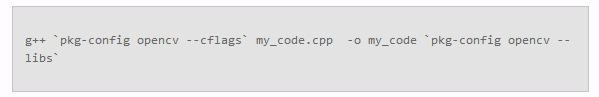 g++ `pkg-config opencv --cflags` my_code.cpp  -o my_code `pkg-config opencv --
libs`